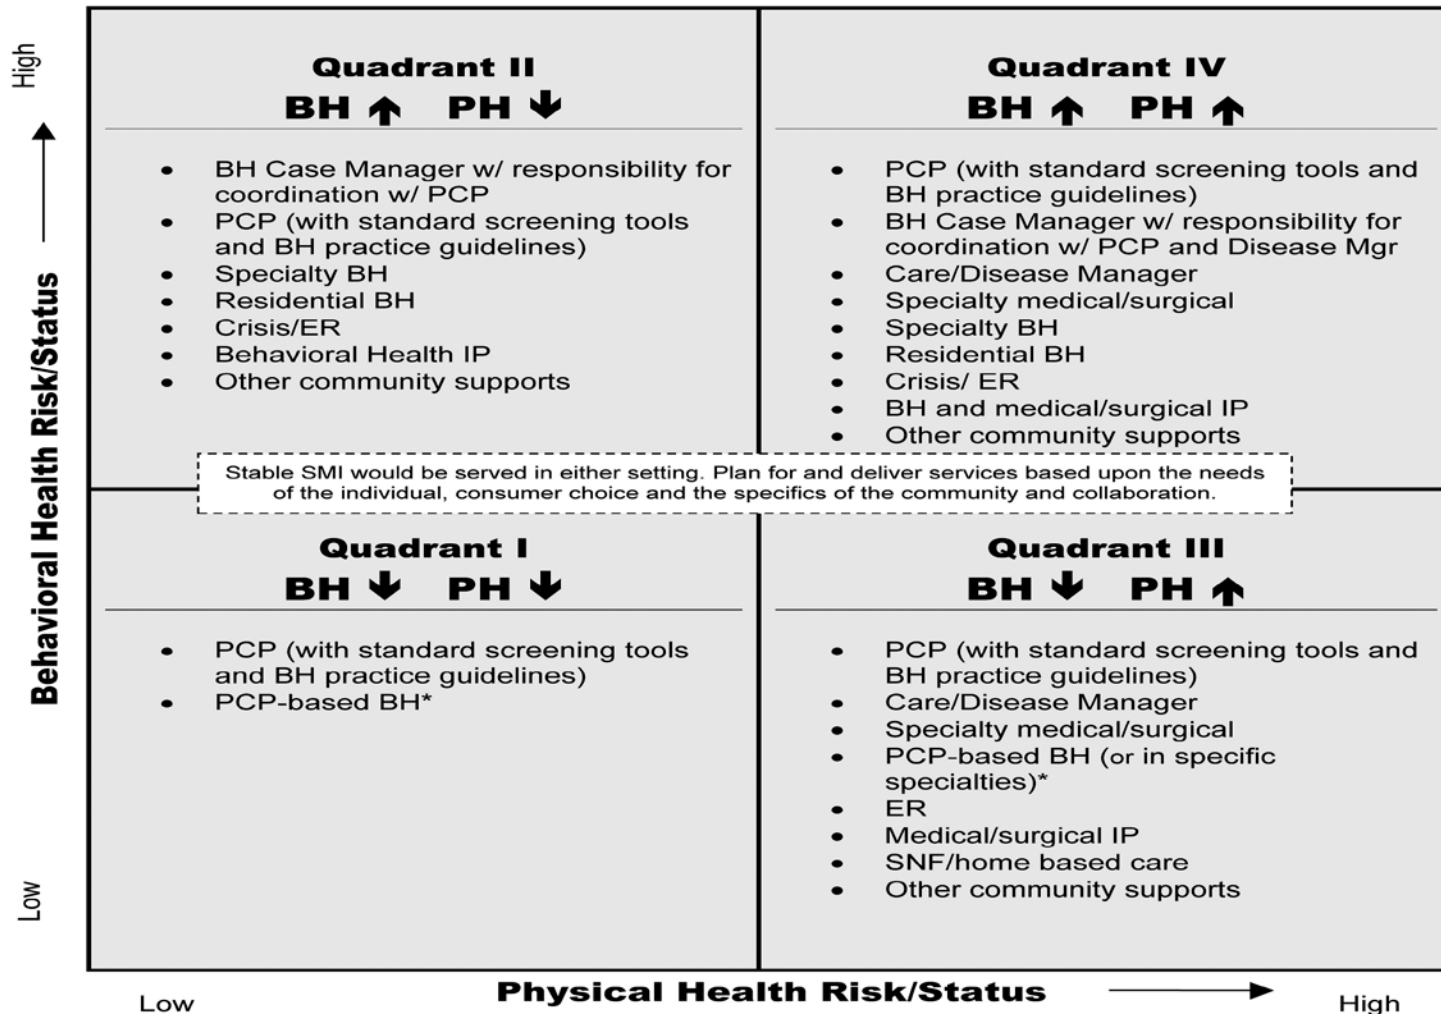 High
Behavioral Health Risk/Status
Low
Quadrant II
BH ↑ PH ↓
• BH Case Manager w/ responsibility for
coordination w/ PCP
• PCP (with standard screening tools
and BH practice guidelines)
• Specialty BH
• Residential BH
• Crisis/ER
• Behavioral Health IP
• Other community supports
Quadrant IV
BH ↑ PH ↑
• PCP (with standard screening tools and
BH practice guidelines)
• BH Case Manager w/ responsibility for
coordination w/ PCP and Disease Mgr
• Care/Disease Manager
• Specialty medical/surgical
• Specialty BH
• Residential BH
• Crisis/ ER
• BH and medical/surgical IP
• Other community supports
Stable SMI would be served in either setting. Plan for and deliver services based upon the needs
of the individual, consumer choice and the specifics of the community and collaboration.
Quadrant I
BH ↓ PH ↓
• PCP (with standard screening tools
and BH practice guidelines)
• PCP-based BH*
Quadrant III
BH ↓ PH ↑
• PCP (with standard screening tools and
BH practice guidelines)
• Care/Disease Manager
• Specialty medical/surgical
• PCP-based BH (or in specific
specialties)*
• ER
• Medical/surgical IP
• SNF/home based care
• Other community supports
Low
Physical Health Risk/Status
High